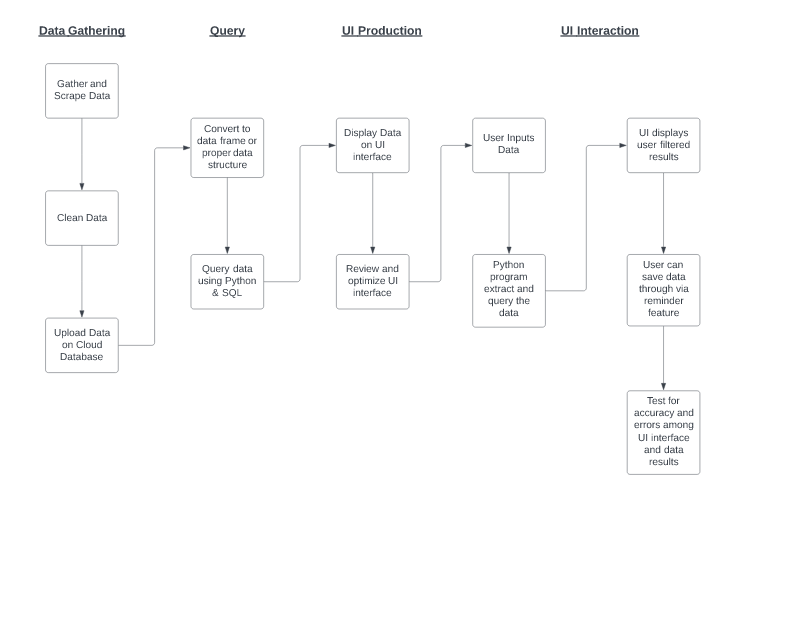 Data Gathering
Query
UI Production
UI Interaction
Gather and
Scrape Data
Clean Data
Upload Data
on Cloud
Database
Convert to
data frame or
proper data
structure
Query data
using Python
& SQL
Display Data
on UI
interface
Review and
optimize UI
interface
User Inputs
Data
Python
program
extract and
query the
data
UI displays
user filtered
results
User can
save data
through via
reminder
feature
Test for
accuracy and
errors among
UI interface
and data
results